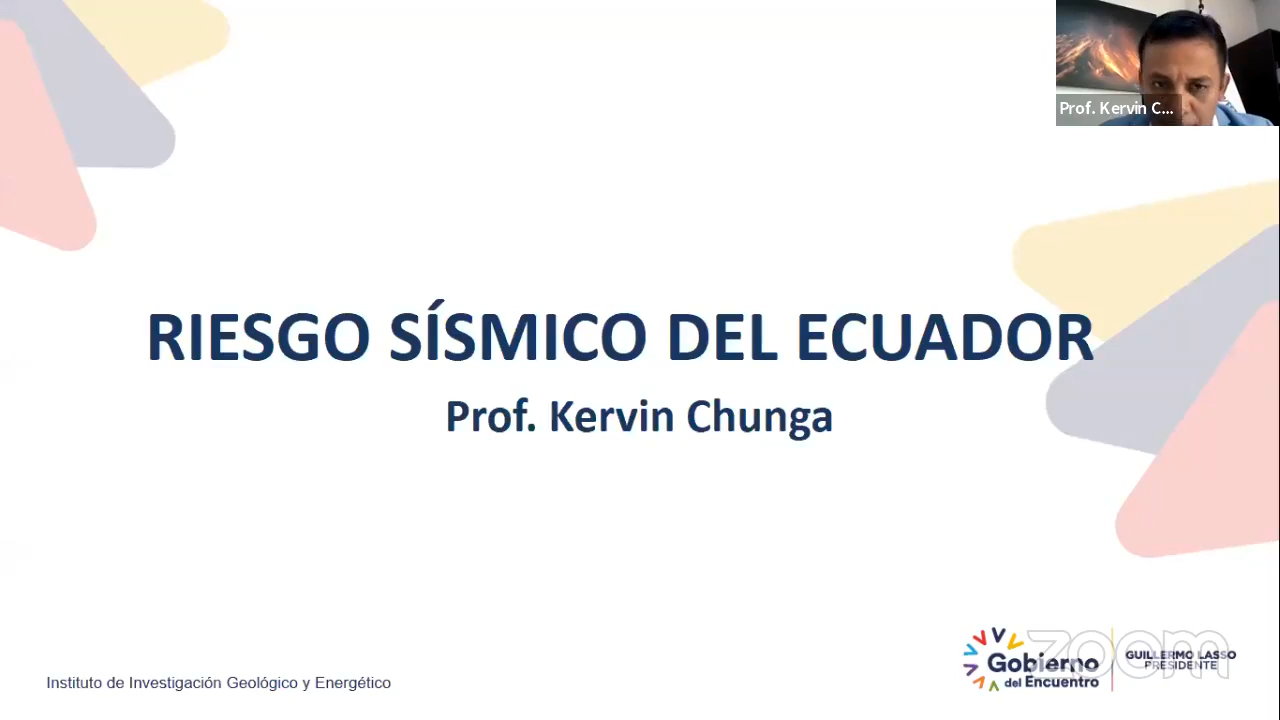 Prof. Kervin C...
RIESGO SÍSMICO DEL ECUADOR
Prof. Kervin Chunga
Instituto de Investigación Geológico y Energético
Gobierno
del Encuentro
GUILLERMO LASSO
PRESIDENTE
zoom